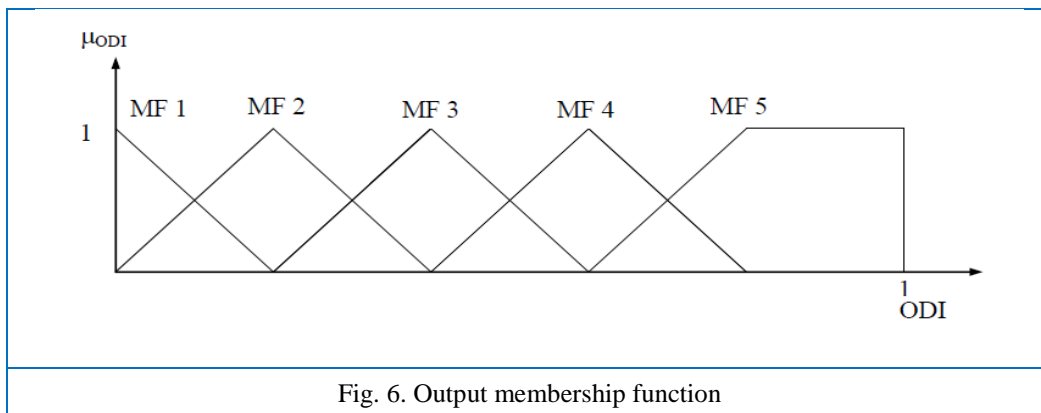 μODI
MF 1 MF 2 MF 3 MF 4 MF 5
1
1
ODI
Fig. 6. Output membership function